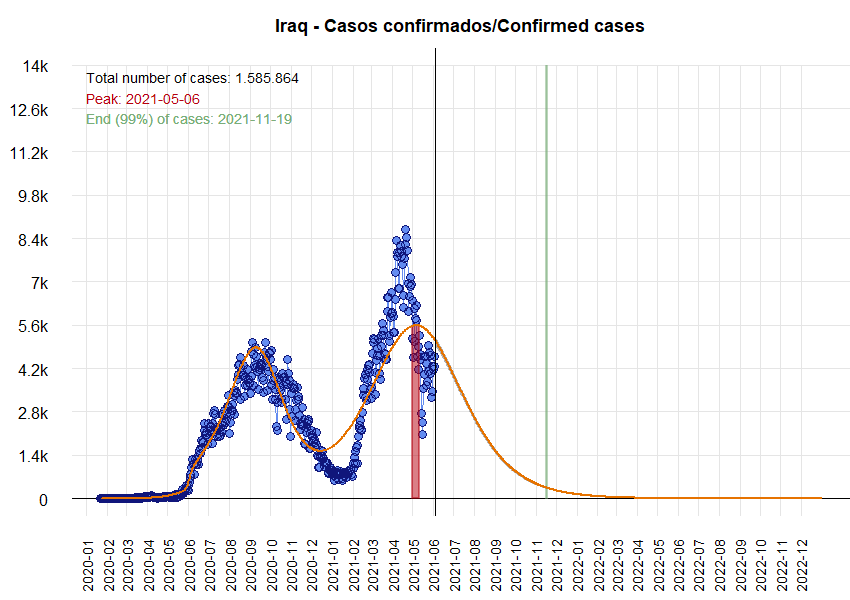 Iraq - Casos confirmados/Confirmed cases
14k
12.6k
11.2k
9.8k
8.4k
7k
5.6k
4.2k
2.8k
1.4k
0
Total number of cases: 1.585.864
Peak: 2021-05-06
End (99%) of cases: 2021-11-19
2020-01
2020-02
2020-03
2020-04
2020-05
2020-06
2020-07
2020-08
2020-09
2020-10
2020-11
2020-12
2021-01
2021-02
2021-03
2021-04
2021-05
2021-06
2021-07
2021-08
2021-09
2021-10
2021-11
2021-12
2022-01
2022-02
2022-03
2022-04
2022-05
2022-06
2022-07
2022-08
2022-09
2022-10
2022-11
2022-12